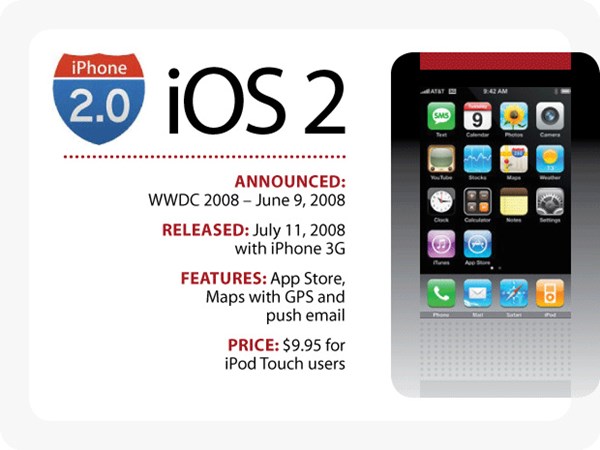 iPhone
2.0
iOS 2
ANNOUNCED:
WWDC 2008 – June 9, 2008
RELEASED: July 11, 2008
with iPhone 3G
FEATURES: App Store,
Maps with GPS and
push email
PRICE: $9.95 for
iPod Touch users
AT&T 9:42 AM
SMS Tuesday 9
Text Calendar Photos Camera
YouTube Stocks Maps Weather
Clock Calculator Notes Settings
iTunes App Store
Phone Mail Safari iPod